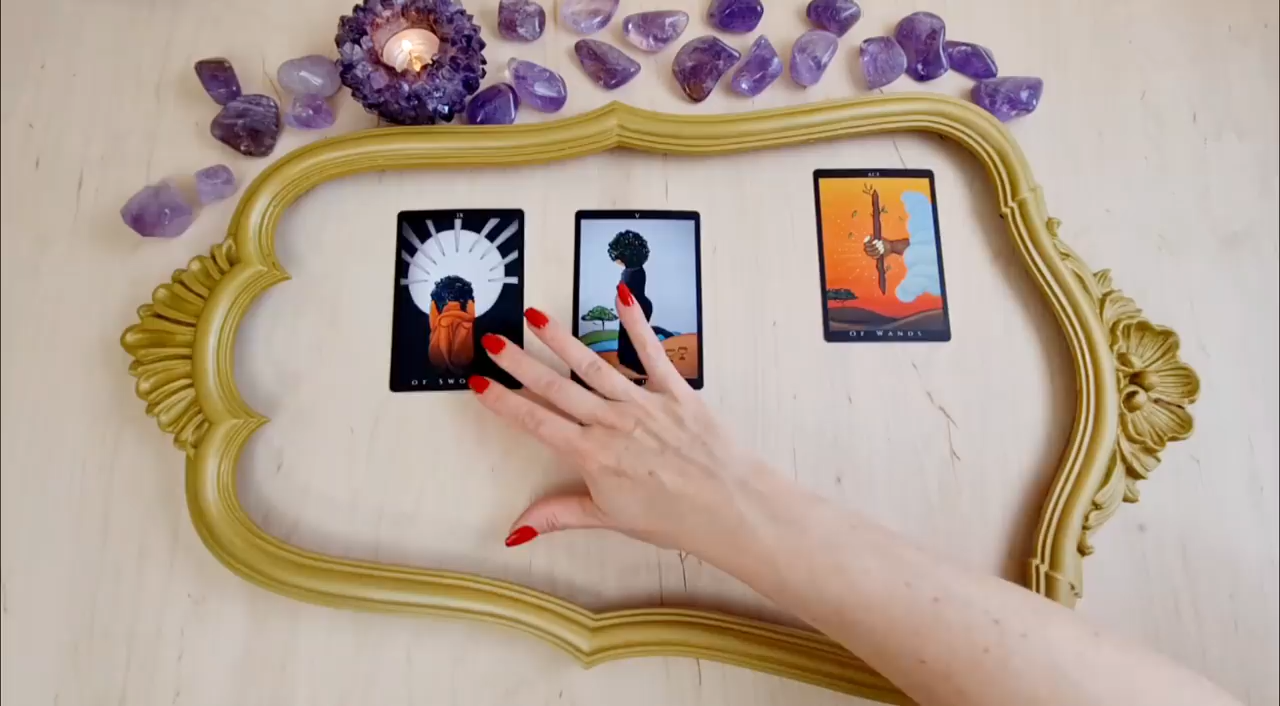 IX
OF SWO
V
ACE
OF WANDS